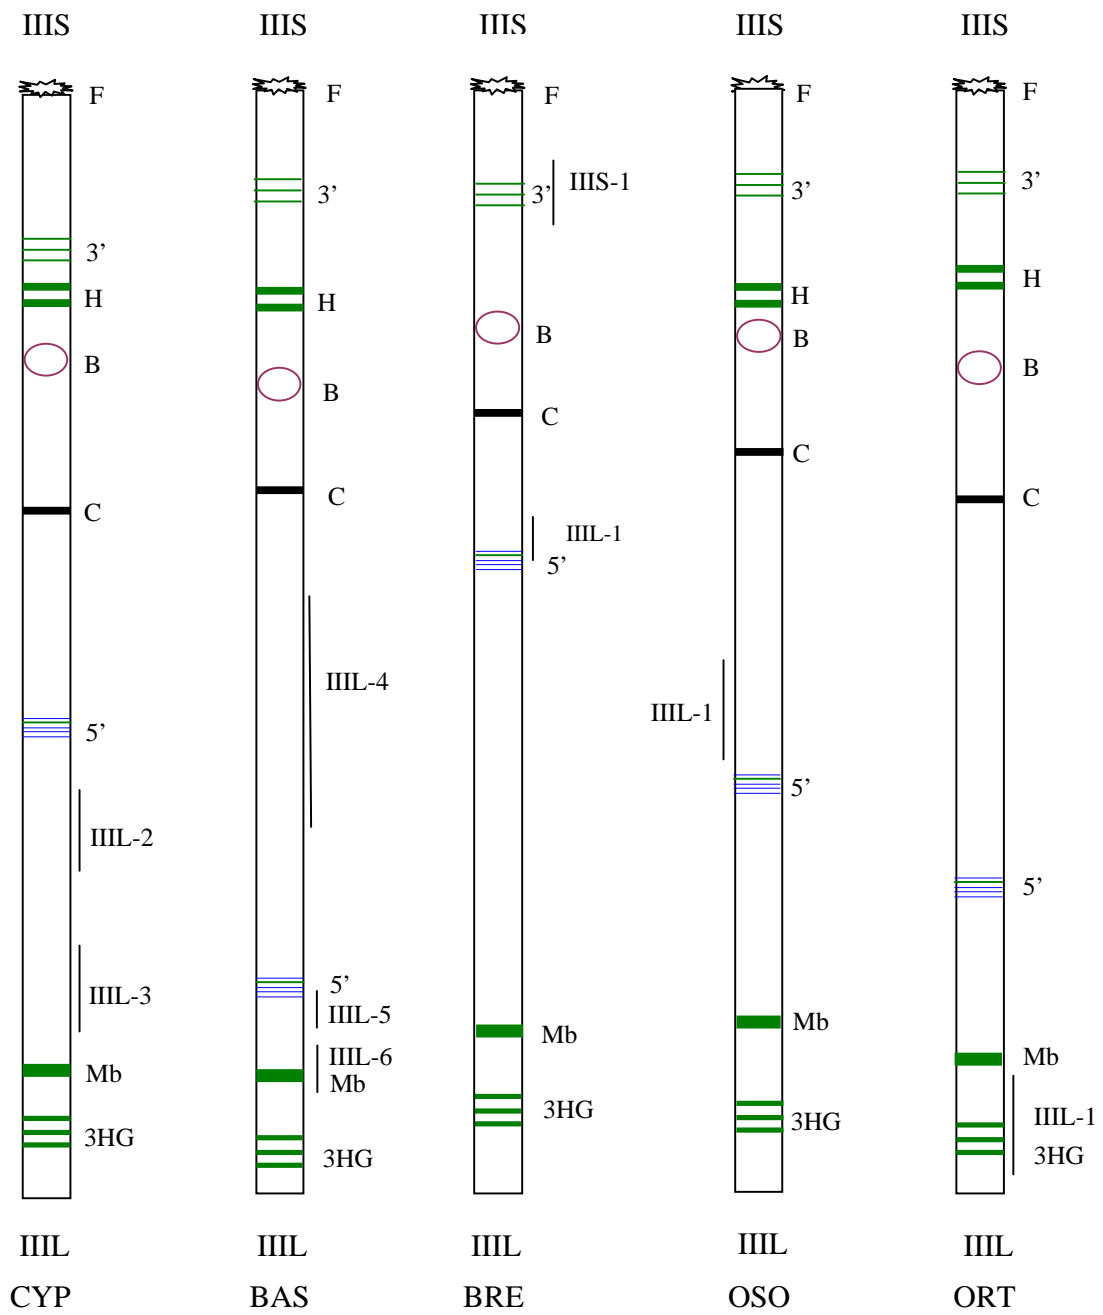 IIIS IIIS IIIS IIIS IIIS
F F F F F
3’ 3’ 3’ IIIS-1 3’ 3’
H H H H
B B B B B
C C C C C
IIIL-1
5’
IIIL-4
IIIL-1
5’ 5’
IIIL-2
5’
IIIL-3 5’
IIIL-5
Mb IIIL-6 Mb Mb Mb
Mb
3HG 3HG 3HG 3HG IIIL-1
3HG
IIIL IIIL IIIL IIIL IIIL
CYP BAS BRE OSO ORT